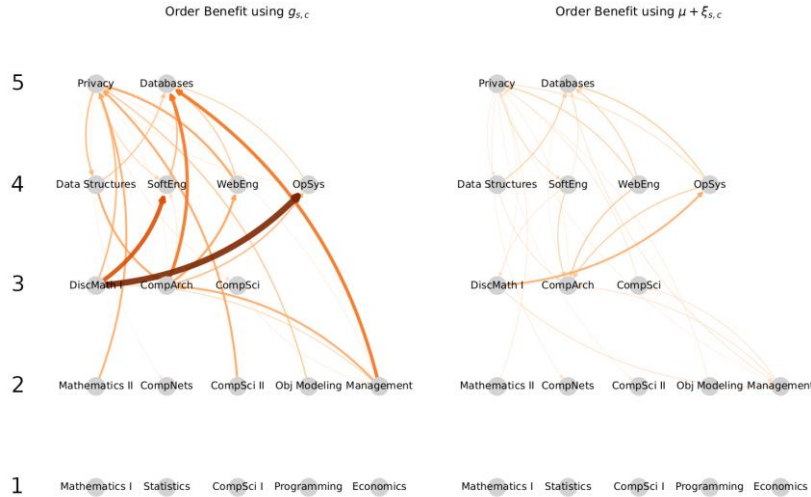 Order Benefit using g_{s,c} Order Benefit using μ + ξ_{s,c}
5 Privacy Databases Privacy Databases
4 Data Structures SoftEng WebEng OpSys Data Structures SoftEng WebEng OpSys
3 DiscMath I CompArch CompSci DiscMath I CompArch CompSci
2 Mathematics II CompNets CompSci II Obj Modeling Management Mathematics II CompNets CompSci II Obj Modeling Management
1 Mathematics I Statistics CompSci I Programming Economics Mathematics I Statistics CompSci I Programming Economics